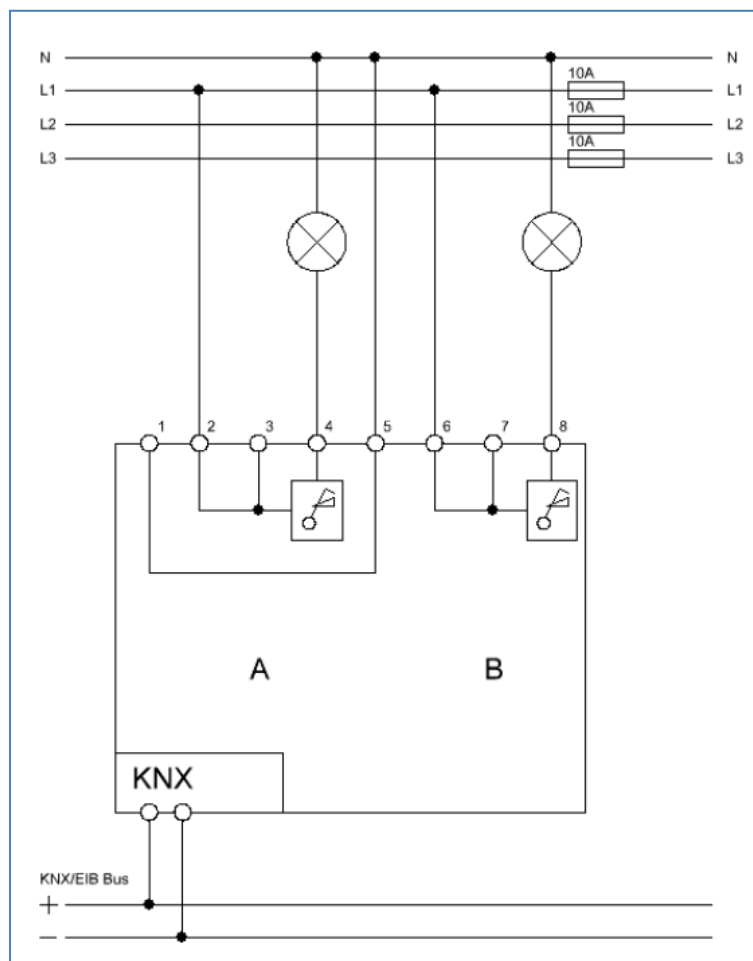 N N
10A
L1 L1
10A
L2 L2
10A
L3 L3
1 2 3 4 5 6 7 8
A B
KNX
KNX/EIB Bus
+
−